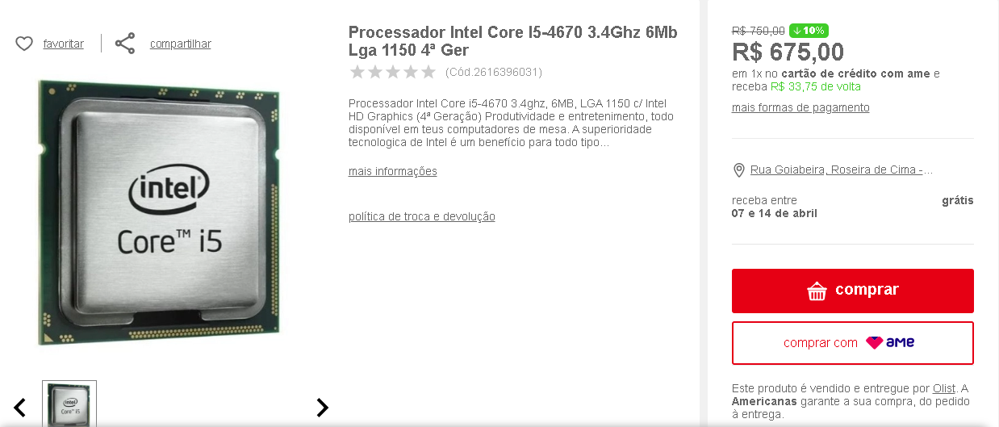 favoritar
compartilhar
intel
Core™ i5
intel
Core™ i5
Processador Intel Core I5-4670 3.4Ghz 6Mb
Lga 1150 4ª Ger
(Cód.2616396031)
Processador Intel Core i5-4670 3.4ghz, 6MB, LGA 1150 c/ Intel
HD Graphics (4ª Geração) Produtividade e entretenimento, todo
disponível em teus computadores de mesa. A superioridade
tecnologica de Intel é um benefício para todo tipo...
mais informações
política de troca e devolução
R$ 750,00 10%
R$ 675,00
em 1x no cartão de crédito com ame e
receba R$ 33,75 de volta
mais formas de pagamento
Rua Goiabeira, Roseira de Cima -...
receba entre grátis
07 e 14 de abril
comprar
comprar com ame
Este produto é vendido e entregue por Olist. A
Americanas garante a sua compra, do pedido
à entrega.